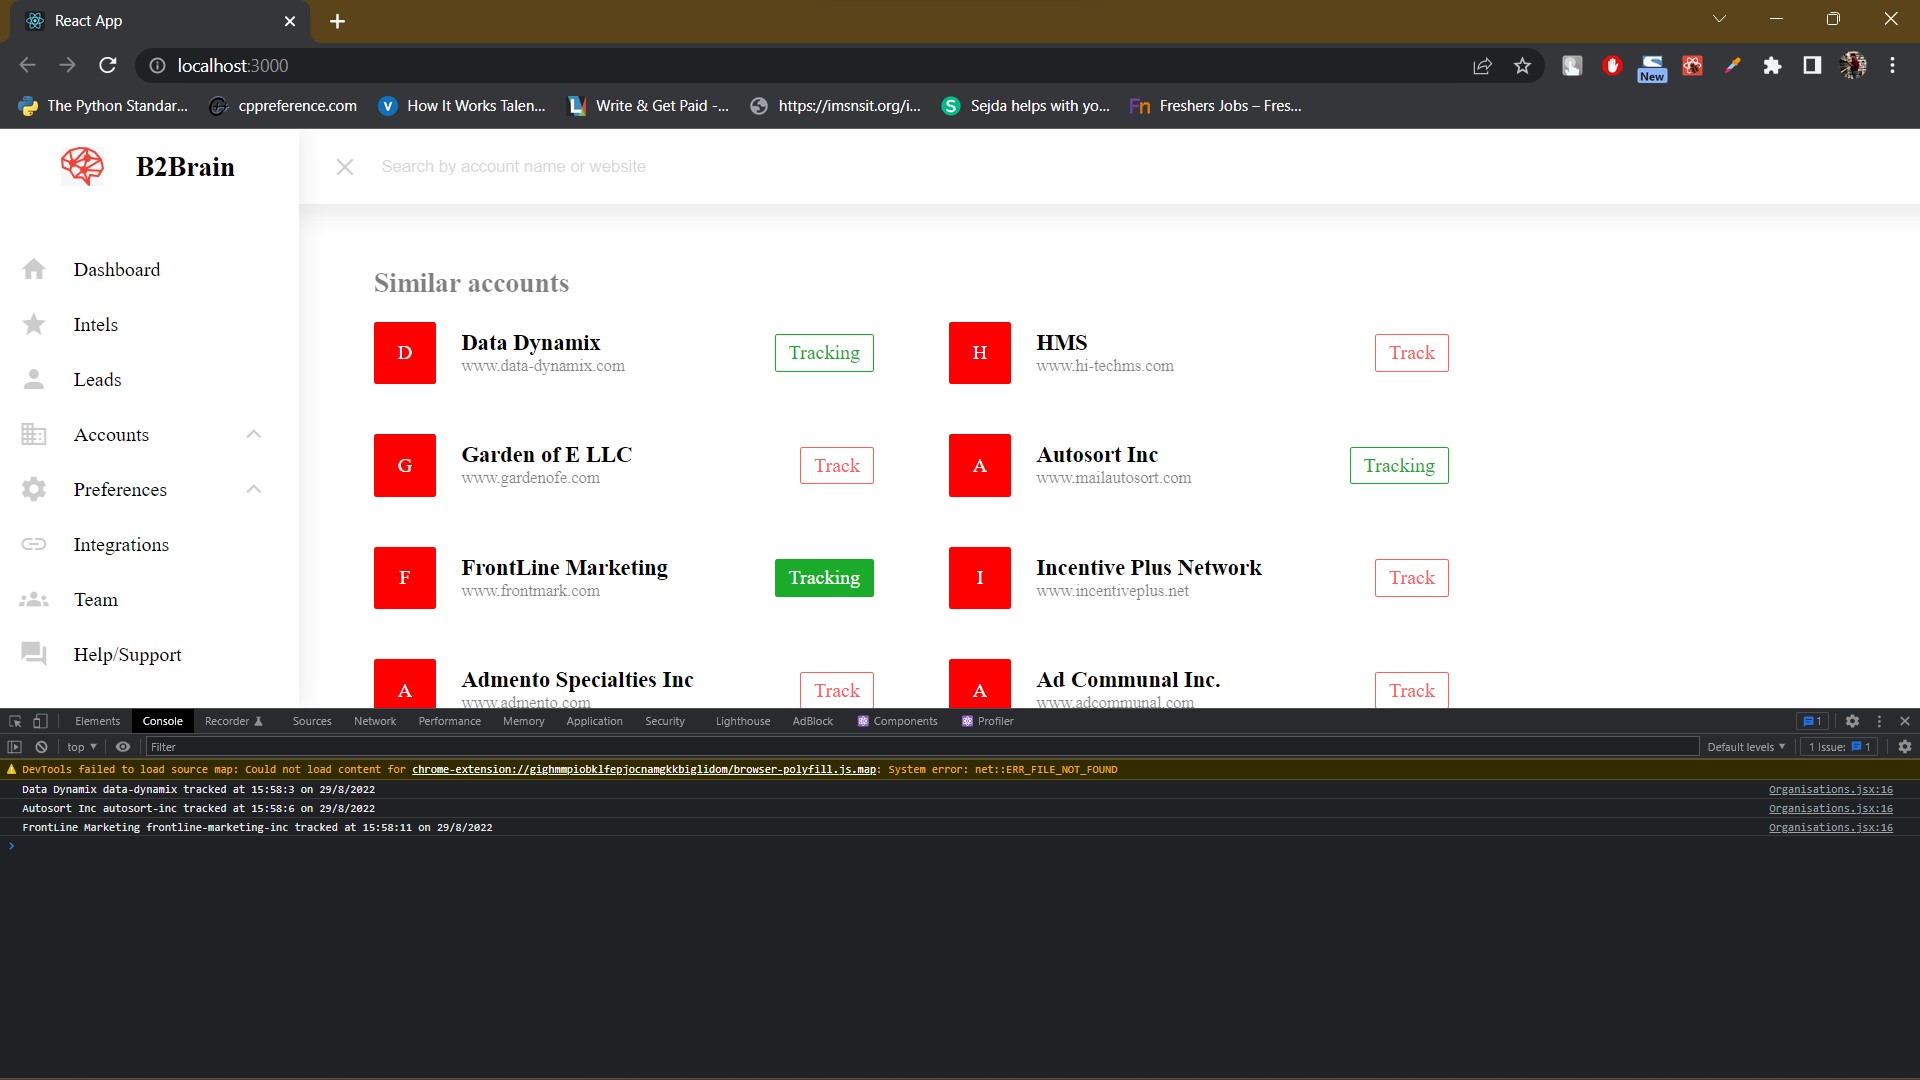 React App
localhost:3000
New
The Python Standar...
cppreference.com
V
How It Works Talen...
Write & Get Paid -...
https://imsnsit.org/i...
S
Sejda helps with yo...
Fn
Freshers Jobs – Fres...
B2Brain
Search by account name or website
Dashboard
Intels
Leads
Accounts
Preferences
Integrations
Team
Help/Support
Similar accounts
D
Data Dynamix
www.data-dynamix.com
Tracking
H
HMS
www.hi-techms.com
Track
G
Garden of E LLC
www.gardenofe.com
Track
A
Autosort Inc
www.mailautosort.com
Tracking
F
FrontLine Marketing
www.frontmark.com
Tracking
I
Incentive Plus Network
www.incentiveplus.net
Track
A
Admento Specialties Inc
www.admento.com
Track
A
Ad Communal Inc.
www.adcommunal.com
Track
Elements Console Recorder Sources Network Performance Memory Application Security Lighthouse AdBlock Components Profiler 1
top Filter Default levels 1 Issue: 1
DevTools failed to load source map: Could not load content for chrome-extension://gighmmpiobklfepjocnamgkkbiglidom/browser-polyfill.js.map: System error: net::ERR_FILE_NOT_FOUND
Data Dynamix data-dynamix tracked at 15:58:3 on 29/8/2022 Organisations.jsx:16
Autosort Inc autosort-inc tracked at 15:58:6 on 29/8/2022 Organisations.jsx:16
FrontLine Marketing frontline-marketing-inc tracked at 15:58:11 on 29/8/2022 Organisations.jsx:16